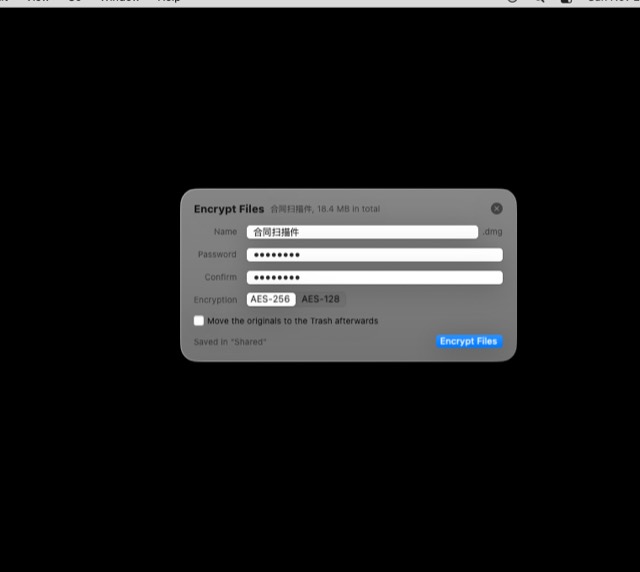 Window Help
Encrypt Files 合同扫描件, 18.4 MB in total
Name 合同扫描件 .dmg
Password ••••••••
Confirm ••••••••
Encryption AES-256 AES-128
Move the originals to the Trash afterwards
Saved in "Shared"
Encrypt Files